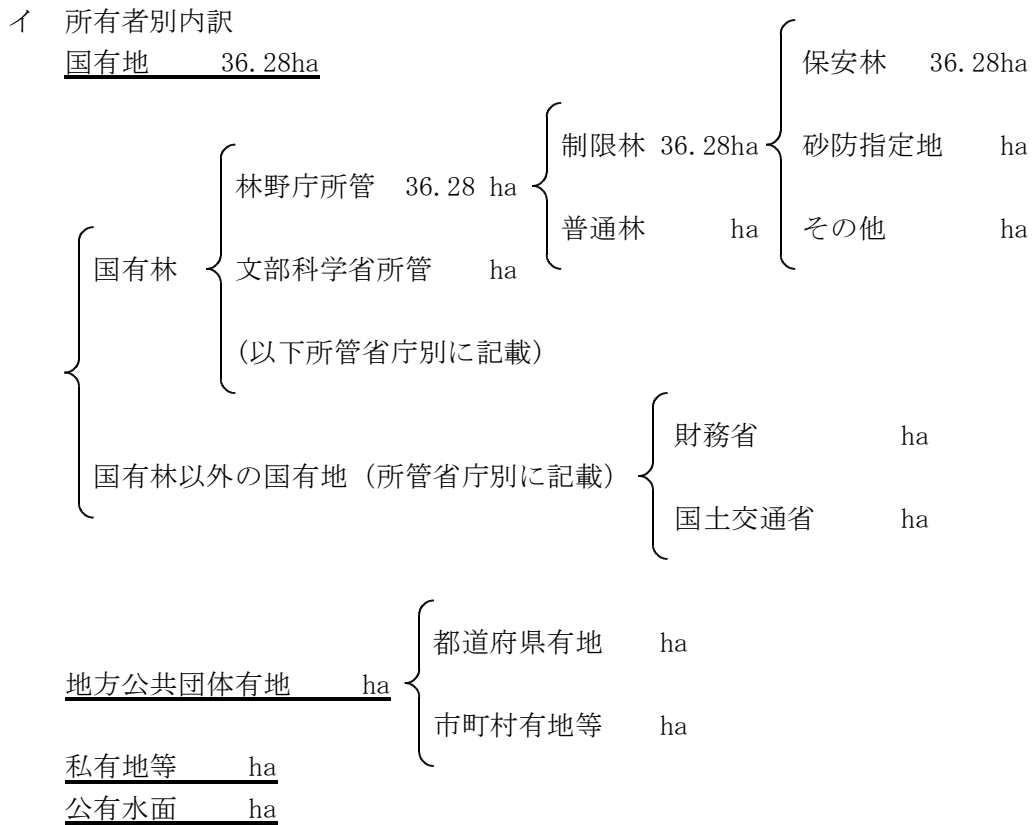 イ 所有者別内訳
国有地 36.28ha
保安林 36.28ha
制限林 36.28ha 砂防指定地 ha
林野庁所管 36.28 ha
普通林 ha その他 ha
国有林 文部科学省所管 ha
(以下所管省庁別に記載)
財務省 ha
国有林以外の国有地(所管省庁別に記載)
国土交通省 ha
都道府県有地 ha
地方公共団体有地 ha
市町村有地等 ha
私有地等 ha
公有水面 ha